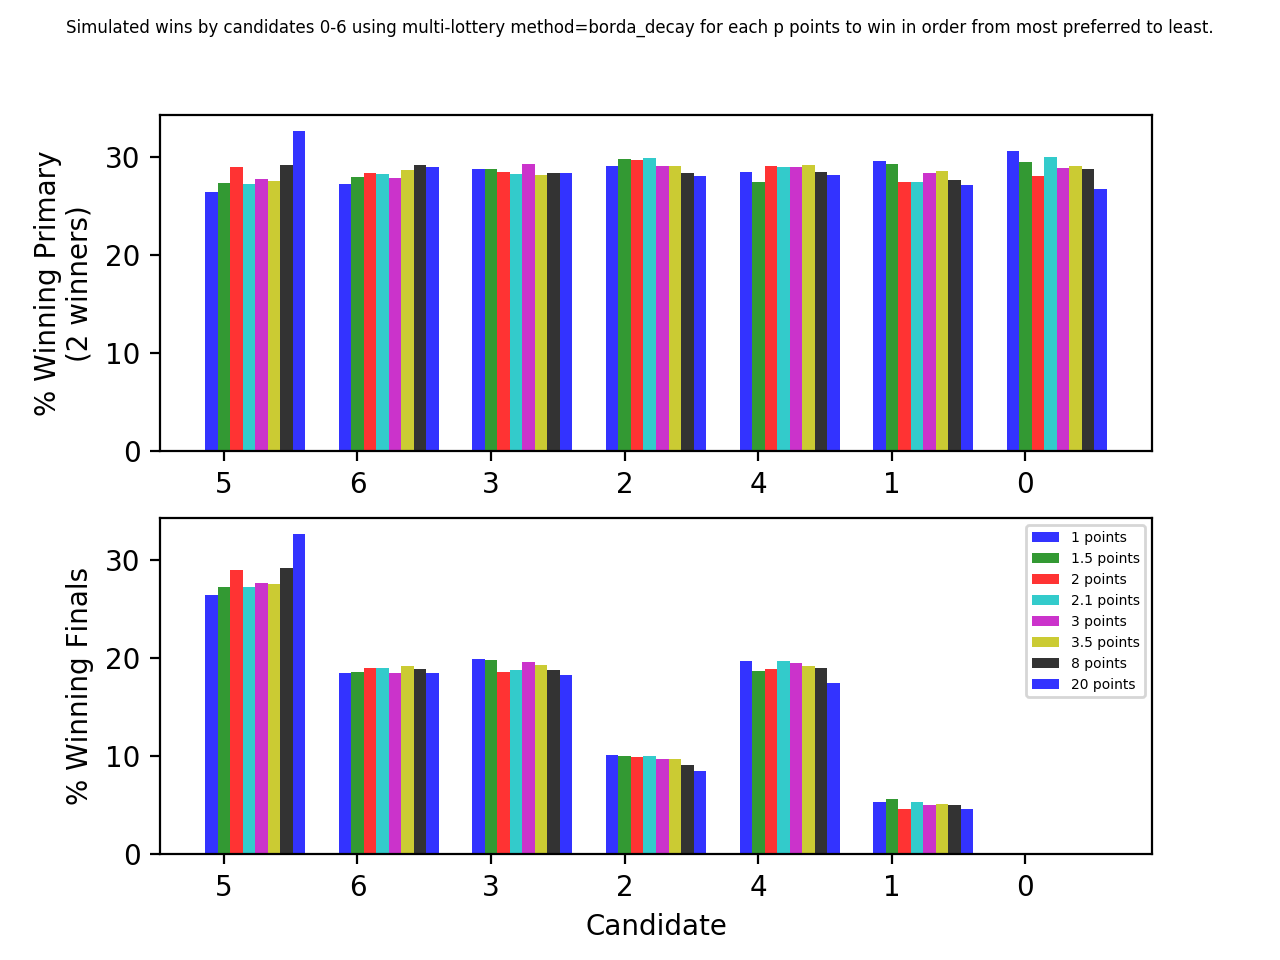 Simulated wins by candidates 0-6 using multi-lottery method=borda_decay for each p points to win in order from most preferred to least.
% Winning Primary
(2 winners)
30
20
10
0
5 6 3 2 4 1 0
% Winning Finals
30
20
10
0
1 points
1.5 points
2 points
2.1 points
3 points
3.5 points
8 points
20 points
5 6 3 2 4 1 0
Candidate